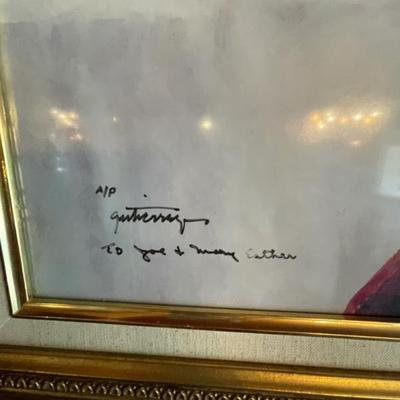 A/P
Gutierrez
To Joe & Mary Esther